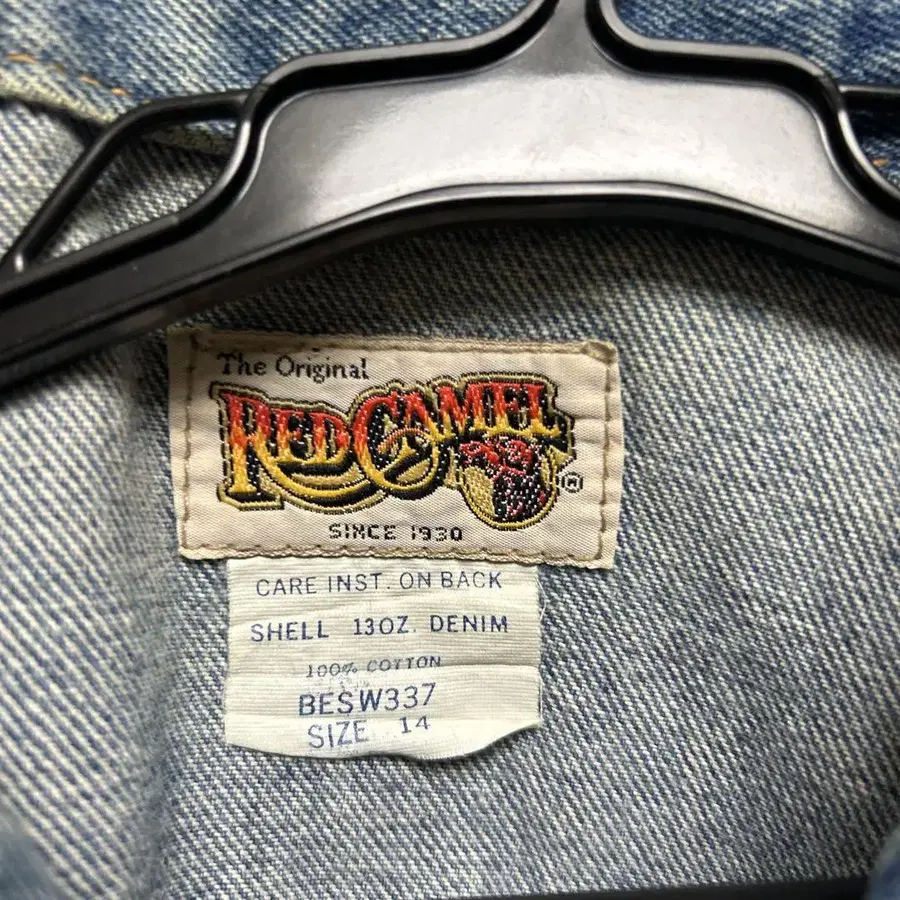 The Original
RED CAMEL
®
SINCE 1930
CARE INST. ON BACK
SHELL 13OZ. DENIM
100% COTTON
BESW337
SIZE 14